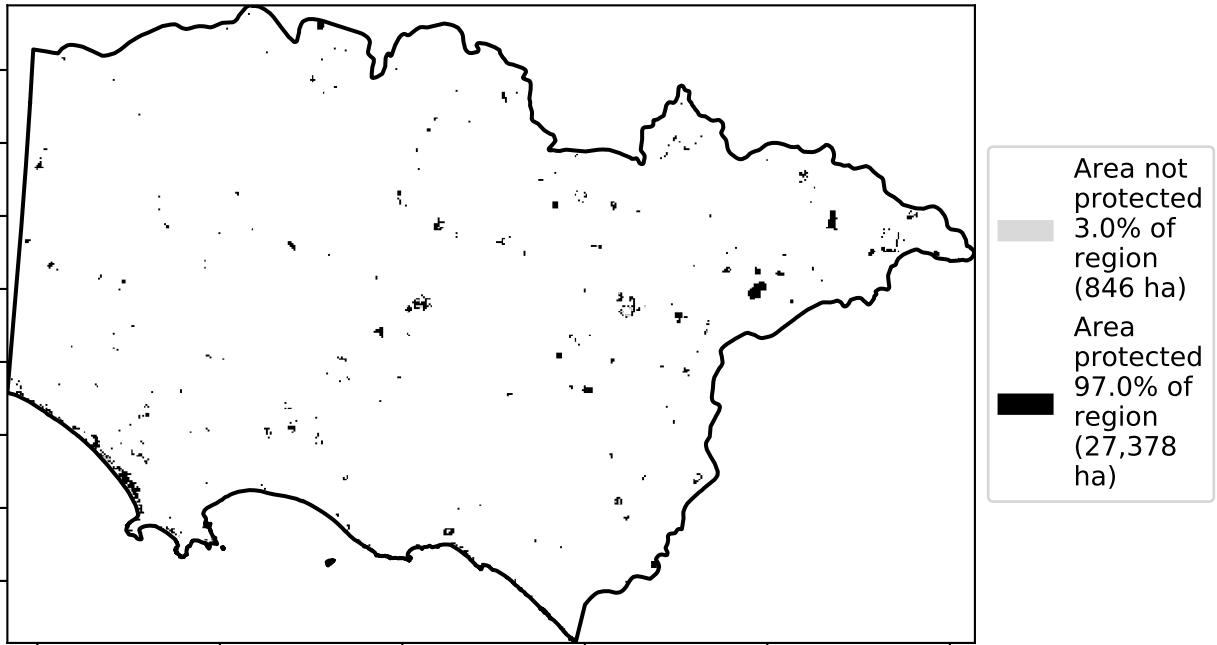 Area not
protected
3.0% of
region
(846 ha)
Area
protected
97.0% of
region
(27,378
ha)